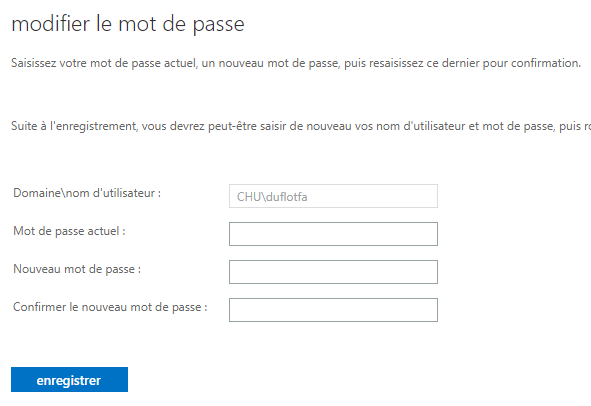 modifier le mot de passe
Saisissez votre mot de passe actuel, un nouveau mot de passe, puis resaisissez ce dernier pour confirmation.
Suite à l'enregistrement, vous devrez peut-être saisir de nouveau vos nom d'utilisateur et mot de passe, puis
Domaine\nom d'utilisateur :
CHU\duflotfa
Mot de passe actuel :
Nouveau mot de passe :
Confirmer le nouveau mot de passe :
enregistrer